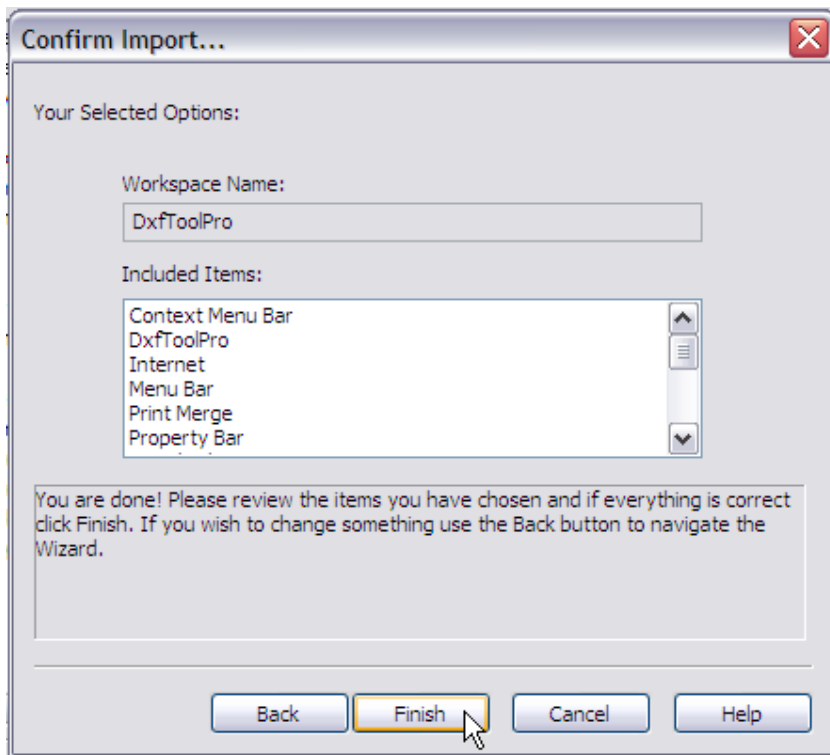 Confirm Import...
Your Selected Options:
Workspace Name:
DxfToolPro
Included Items:
Context Menu Bar
DxfToolPro
Internet
Menu Bar
Print Merge
Property Bar
You are done! Please review the items you have chosen and if everything is correct
click Finish. If you wish to change something use the Back button to navigate the
Wizard.
Back Finish Cancel Help